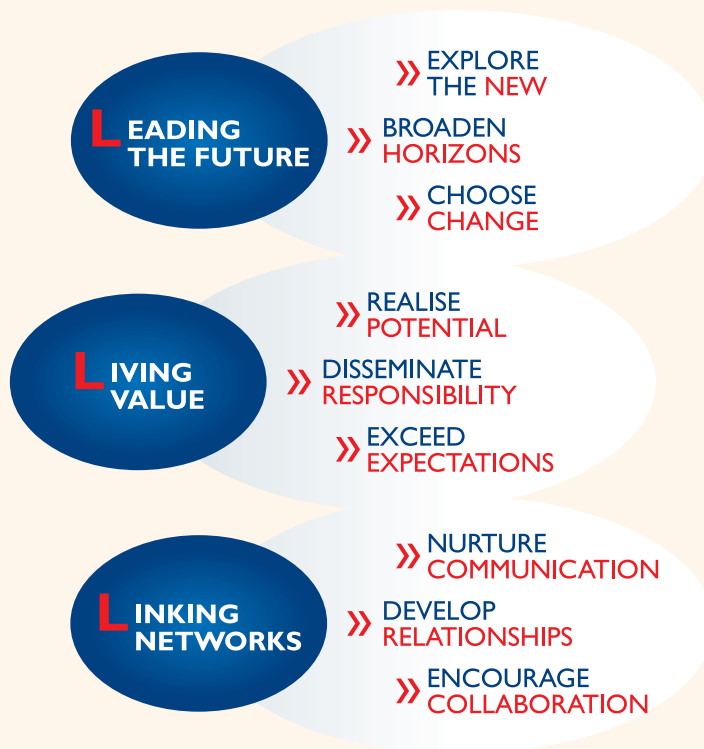 LEADING
THE FUTURE
» EXPLORE
THE NEW
» BROADEN
HORIZONS
» CHOOSE
CHANGE
LIVING
VALUE
» REALISE
POTENTIAL
» DISSEMINATE
RESPONSIBILITY
» EXCEED
EXPECTATIONS
LINKING
NETWORKS
» NURTURE
COMMUNICATION
» DEVELOP
RELATIONSHIPS
» ENCOURAGE
COLLABORATION